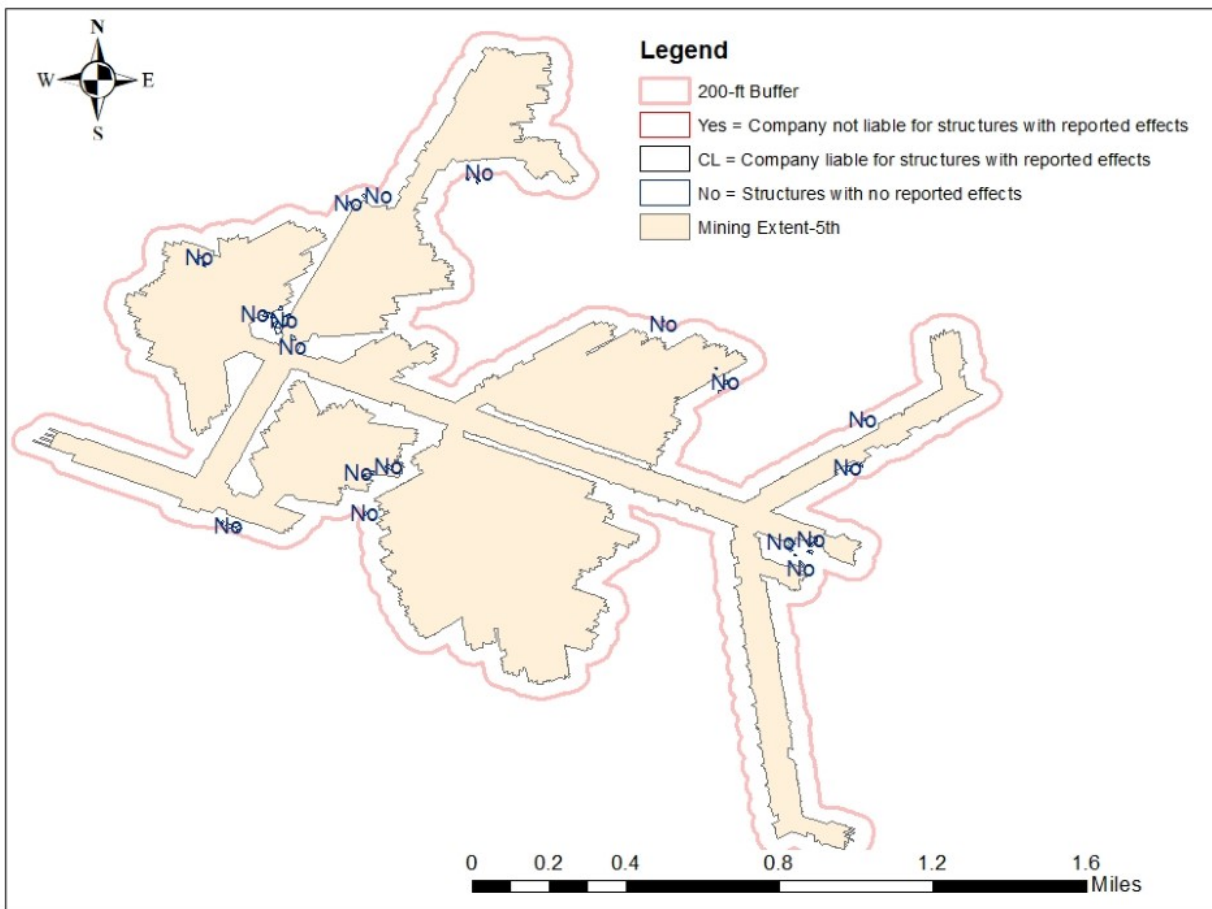 N
W E
S
Legend
200-ft Buffer
Yes = Company not liable for structures with reported effects
CL = Company liable for structures with reported effects
No = Structures with no reported effects
Mining Extent-5th
No
No No
No
No No
No
No
No
No
No
No No
No
No
No No
No
0 0.2 0.4 0.8 1.2 1.6
Miles